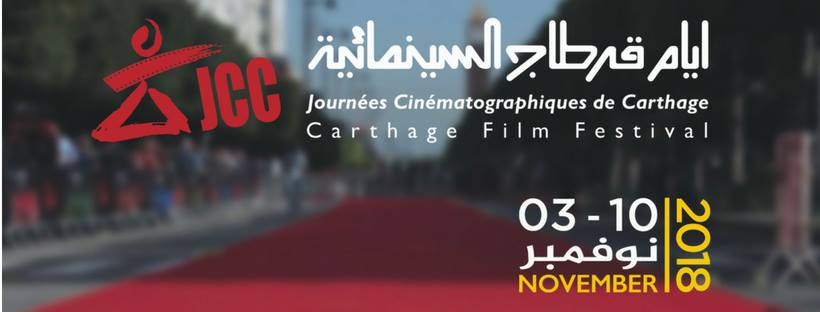 JCC
ايام قرطاج السينمائية
Journées Cinématographiques de Carthage
Carthage Film Festival
03 - 10
نوفمبر
NOVEMBER
2018